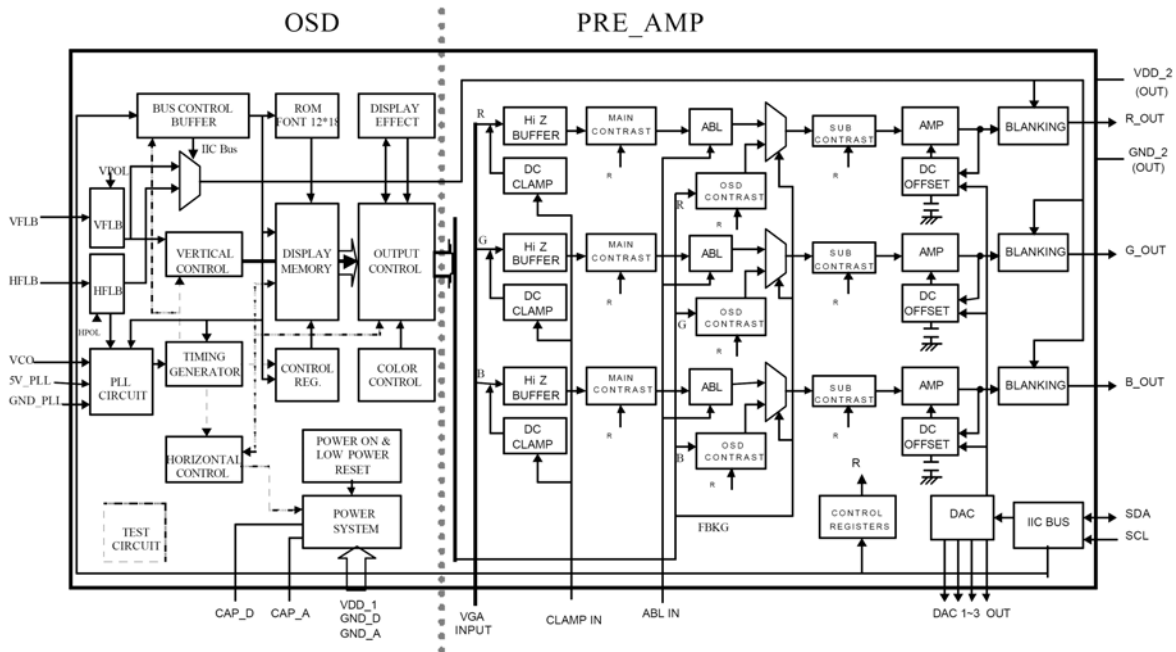 OSD
PRE_AMP
BUS CONTROL
BUFFER
ROM
FONT 12*18
DISPLAY
EFFECT
IIC Bus
VPOL
VFLB
VFLB
VERTICAL CONTROL
DISPLAY
MEMORY
OUTPUT
CONTROL
HFLB
HFLB
HPOL
VCO
5V_PLL
GND_PLL
PLL
CIRCUIT
TIMING
GENERATOR
CONTROL
REG.
COLOR
CONTROL
HORIZONTAL
CONTROL
POWER ON &
LOW POWER
RESET
POWER
SYSTEM
TEST
CIRCUIT
CAP_D
CAP_A
VDD_1
GND_D
GND_A
R
Hi Z
BUFFER
MAIN
CONTRAST
R
ABL
DC
CLAMP
OSD
CONTRAST
R
R
SUB
CONTRAST
R
AMP
DC
OFFSET
BLANKING
VDD_2
(OUT)
R_OUT
GND_2
(OUT)
G
Hi Z
BUFFER
MAIN
CONTRAST
R
ABL
DC
CLAMP
OSD
CONTRAST
G
R
SUB
CONTRAST
R
AMP
DC
OFFSET
BLANKING
G_OUT
B
Hi Z
BUFFER
MAIN
CONTRAST
R
ABL
DC
CLAMP
OSD
CONTRAST
B
R
SUB
CONTRAST
R
AMP
DC
OFFSET
BLANKING
B_OUT
R
CONTROL
REGISTERS
FBKG
DAC
IIC BUS
SDA
SCL
VGA
INPUT
CLAMP IN
ABL IN
DAC 1~3 OUT